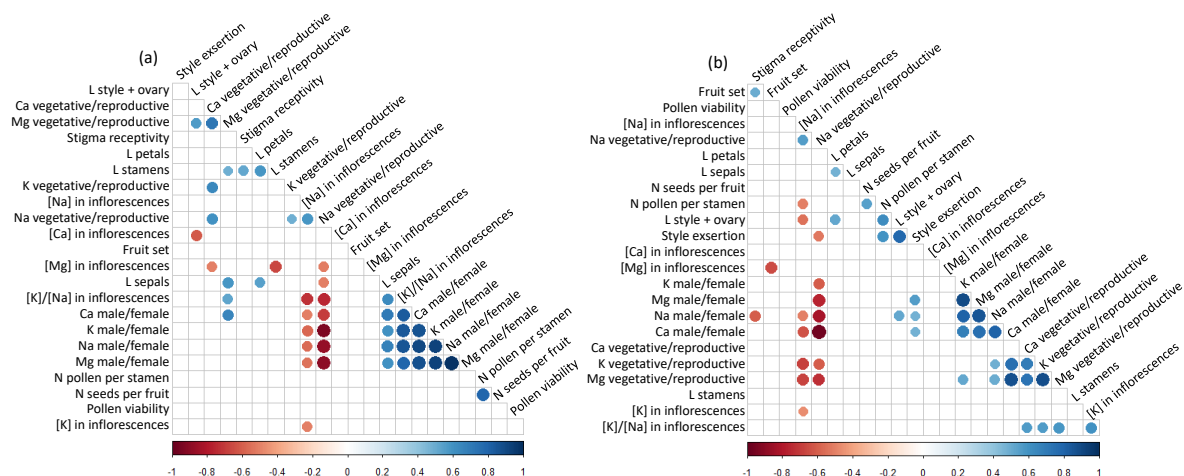 (a)
Style exsertion
L style + ovary
Ca vegetative/reproductive
Mg vegetative/reproductive
Stigma receptivity
L petals
L stamens
K vegetative/reproductive
[Na] in inflorescences
Na vegetative/reproductive
[Ca] in inflorescences
Fruit set
[Mg] in inflorescences
L sepals
[K]/[Na] in inflorescences
Ca male/female
K male/female
Na male/female
Mg male/female
N pollen per stamen
N seeds per fruit
Pollen viability
L style + ovary
Ca vegetative/reproductive
Mg vegetative/reproductive
Stigma receptivity
L petals
L stamens
K vegetative/reproductive
[Na] in inflorescences
Na vegetative/reproductive
[Ca] in inflorescences
Fruit set
[Mg] in inflorescences
L sepals
[K]/[Na] in inflorescences
Ca male/female
K male/female
Na male/female
Mg male/female
N pollen per stamen
N seeds per fruit
Pollen viability
[K] in inflorescences
-1 -0.8 -0.6 -0.4 -0.2 0 0.2 0.4 0.6 0.8 1
(b)
Stigma receptivity
Fruit set
Pollen viability
[Na] in inflorescences
Na vegetative/reproductive
L petals
L sepals
N seeds per fruit
N pollen per stamen
L style + ovary
Style exsertion
[Ca] in inflorescences
[Mg] in inflorescences
K male/female
Mg male/female
Na male/female
Ca male/female
Ca vegetative/reproductive
K vegetative/reproductive
Mg vegetative/reproductive
L stamens
[K] in inflorescences
Fruit set
Pollen viability
[Na] in inflorescences
Na vegetative/reproductive
L petals
L sepals
N seeds per fruit
N pollen per stamen
L style + ovary
Style exsertion
[Ca] in inflorescences
[Mg] in inflorescences
K male/female
Mg male/female
Na male/female
Ca male/female
Ca vegetative/reproductive
K vegetative/reproductive
Mg vegetative/reproductive
L stamens
[K] in inflorescences
[K]/[Na] in inflorescences
-1 -0.8 -0.6 -0.4 -0.2 0 0.2 0.4 0.6 0.8 1